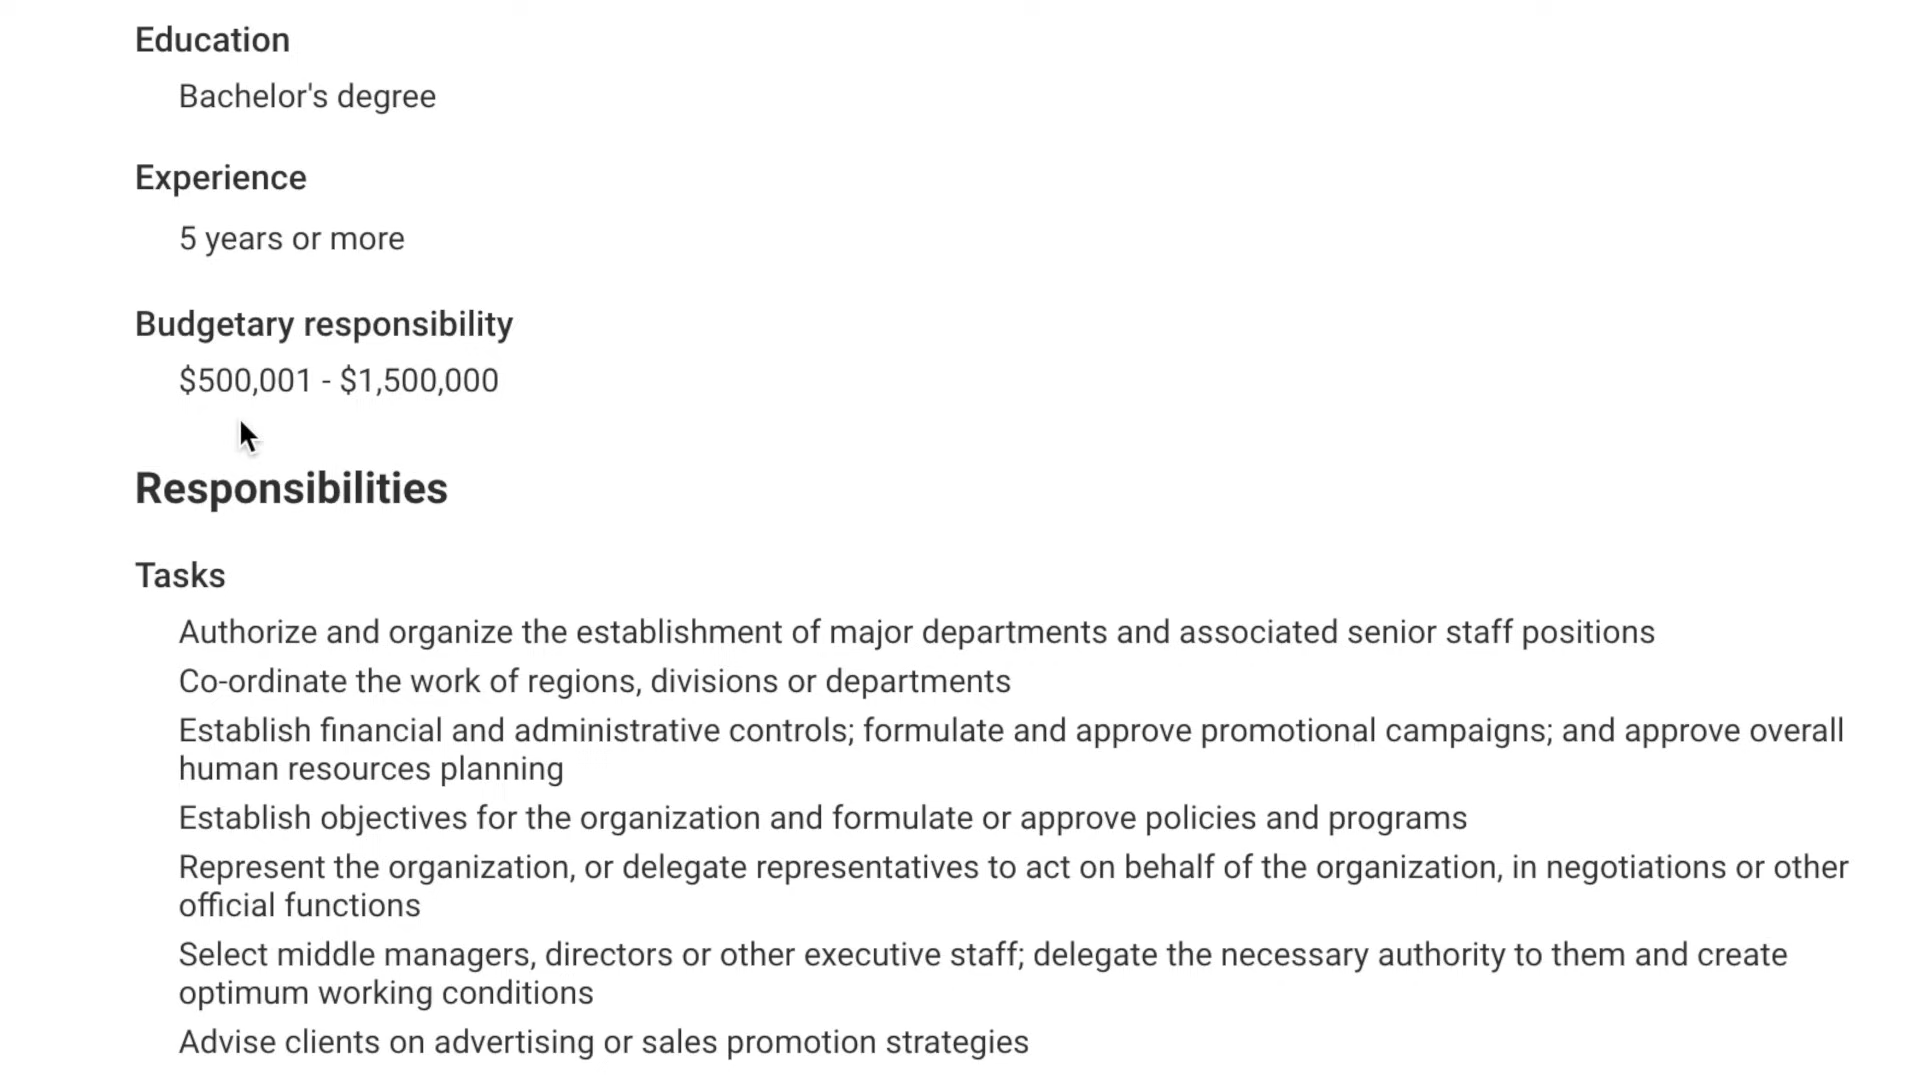 Education
Bachelor's degree
Experience
5 years or more
Budgetary responsibility
$500,001 - $1,500,000
Responsibilities
Tasks
Authorize and organize the establishment of major departments and associated senior staff positions
Co-ordinate the work of regions, divisions or departments
Establish financial and administrative controls; formulate and approve promotional campaigns; and approve overall
human resources planning
Establish objectives for the organization and formulate or approve policies and programs
Represent the organization, or delegate representatives to act on behalf of the organization, in negotiations or other
official functions
Select middle managers, directors or other executive staff; delegate the necessary authority to them and create
optimum working conditions
Advise clients on advertising or sales promotion strategies